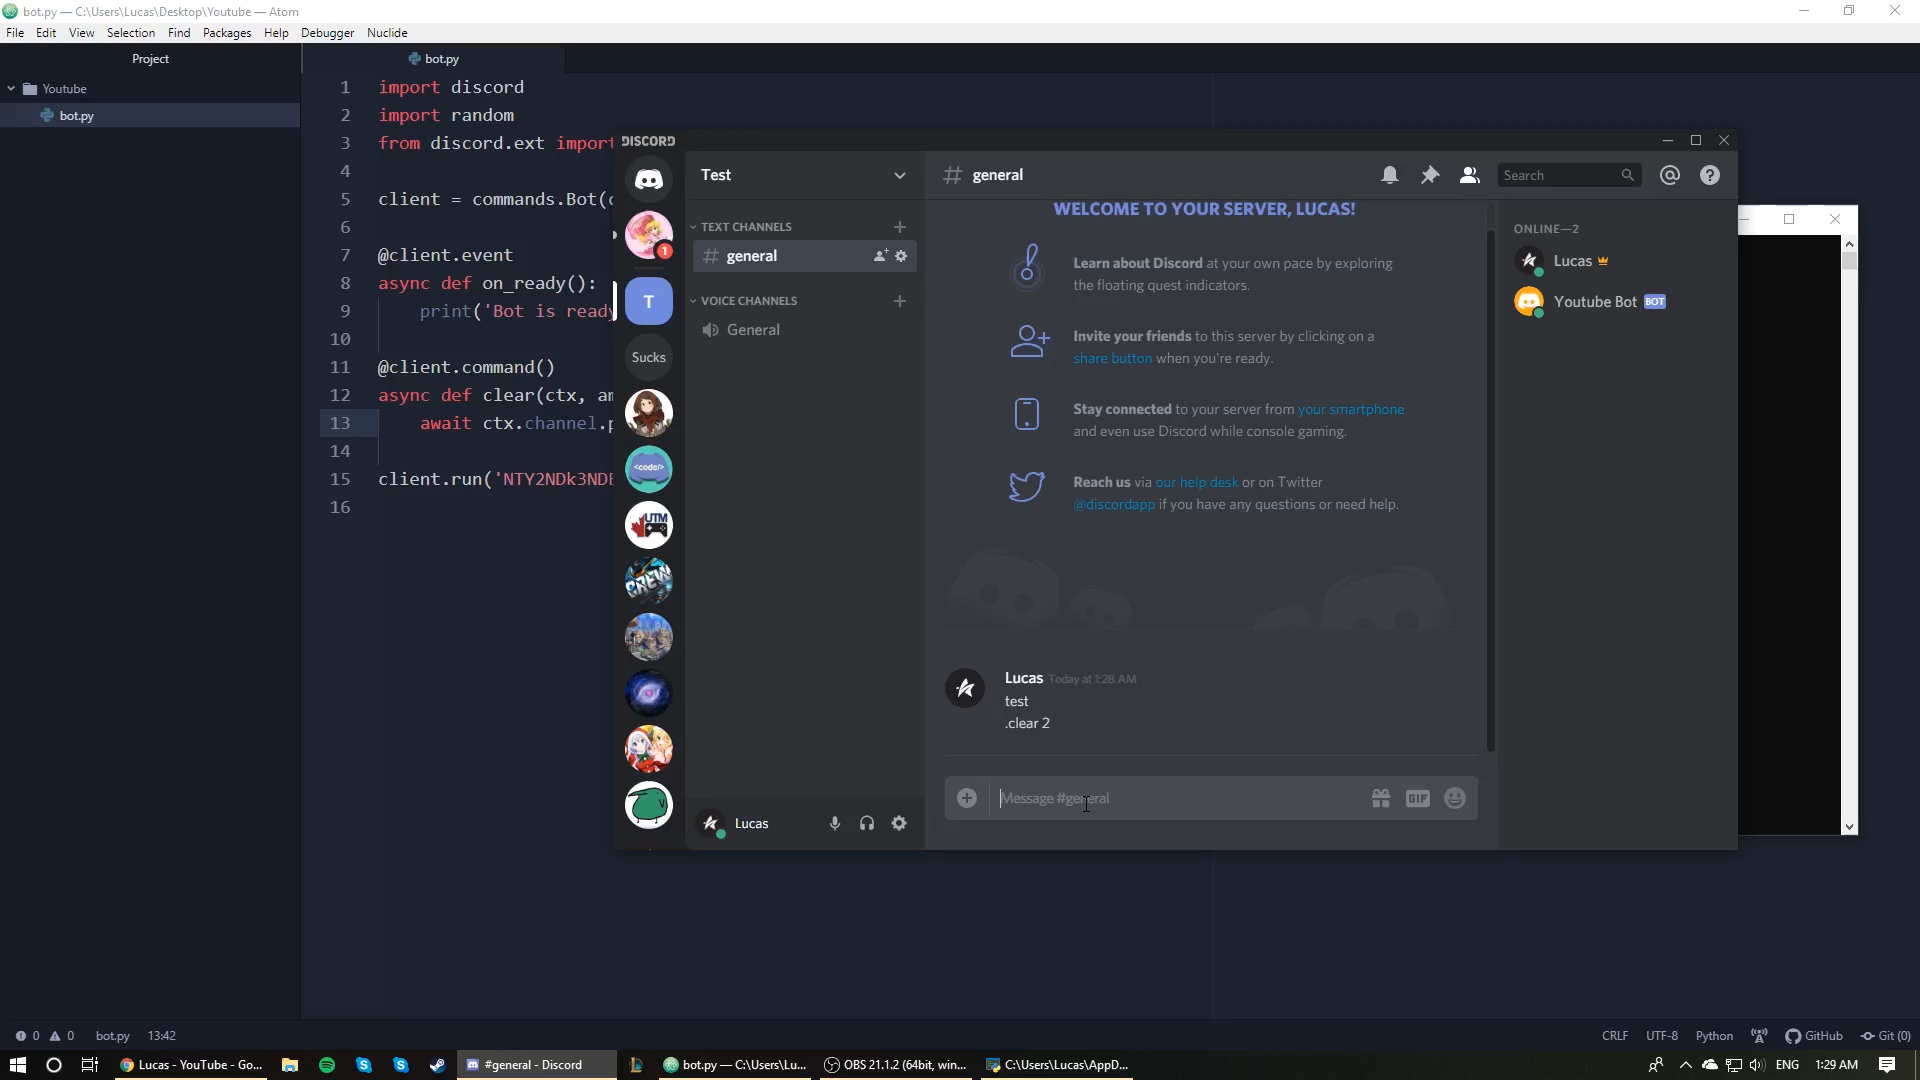 bot.py — C:\Users\Lucas\Desktop\Youtube — Atom
File Edit View Selection Find Packages Help Debugger Nuclide
Project
bot.py
Youtube
bot.py
1 import discord
2 import random
3 from discord.ext import
4
5 client = commands.Bot(c
6
7 @client.event
8 async def on_ready():
9 print('Bot is ready
10
11 @client.command()
12 async def clear(ctx, am
13 await ctx.channel.p
14
15 client.run('NTY2NDk3NDE
16
DISCORD
Test
# general
Search
TEXT CHANNELS
# general
VOICE CHANNELS
General
1
T
Sucks
<code/>
UTM
CREW
Lucas
WELCOME TO YOUR SERVER, LUCAS!
Learn about Discord at your own pace by exploring
the floating quest indicators.
Invite your friends to this server by clicking on a
share button when you're ready.
Stay connected to your server from your smartphone
and even use Discord while console gaming.
Reach us via our help desk or on Twitter
@discordapp if you have any questions or need help.
Lucas Today at 1:28 AM
test
.clear 2
Message #general
GIF
ONLINE—2
Lucas
Youtube Bot BOT
0 0 bot.py 13:42
CRLF UTF-8 Python GitHub Git (0)
Lucas - YouTube - Go...
#general - Discord
bot.py — C:\Users\Lu...
OBS 21.1.2 (64bit, win...
C:\Users\Lucas\AppD...
ENG 1:29 AM